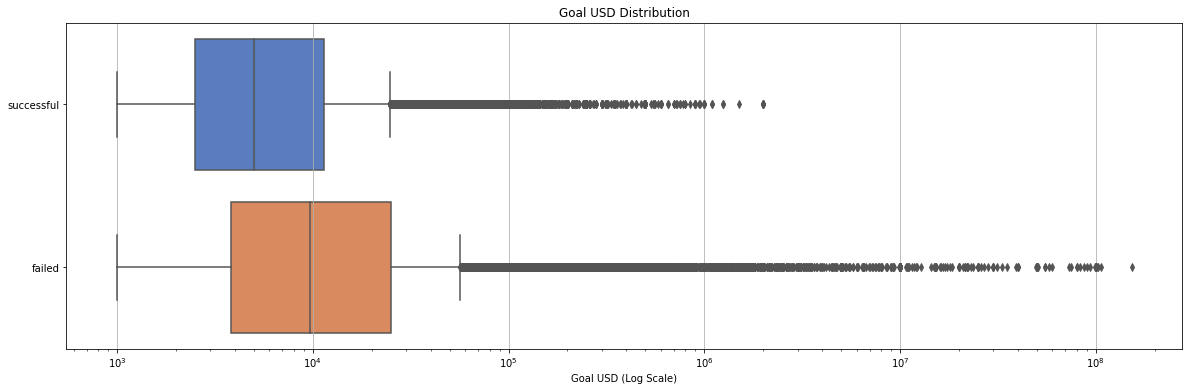 Goal USD Distribution
successful
failed
10³ 10⁴ 10⁵ 10⁶ 10⁷ 10⁸
Goal USD (Log Scale)